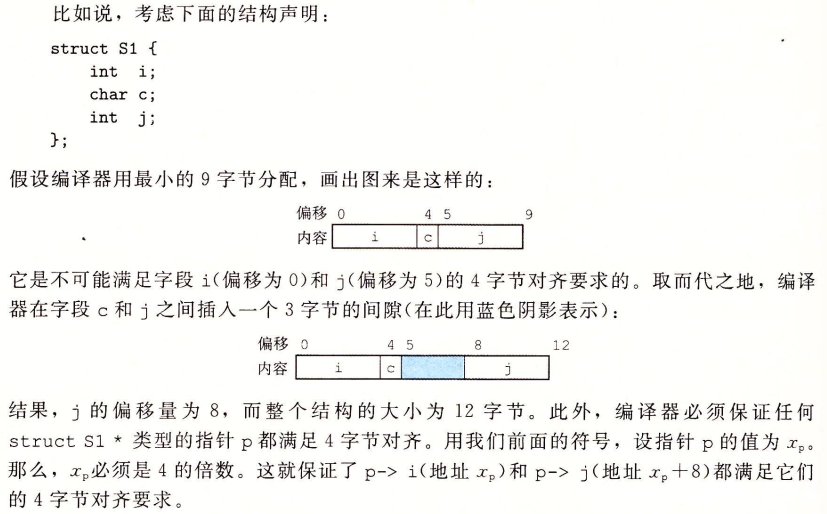 比如说，考虑下面的结构声明：
struct S1 {
    int  i;
    char c;
    int  j;
};
假设编译器用最小的 9 字节分配，画出图来是这样的：
偏移 0 4 5 9
内容 i c j
它是不可能满足字段 i(偏移为 0)和 j(偏移为 5)的 4 字节对齐要求的。取而代之地，编译
器在字段 c 和 j 之间插入一个 3 字节的间隙(在此用蓝色阴影表示)：
偏移 0 4 5 8 12
内容 i c j
结果，j 的偏移量为 8，而整个结构的大小为 12 字节。此外，编译器必须保证任何
struct S1 * 类型的指针 p 都满足 4 字节对齐。用我们前面的符号，设指针 p 的值为 xₚ。
那么，xₚ必须是 4 的倍数。这就保证了 p-> i(地址 xₚ)和 p-> j(地址 xₚ+8)都满足它们
的 4 字节对齐要求。